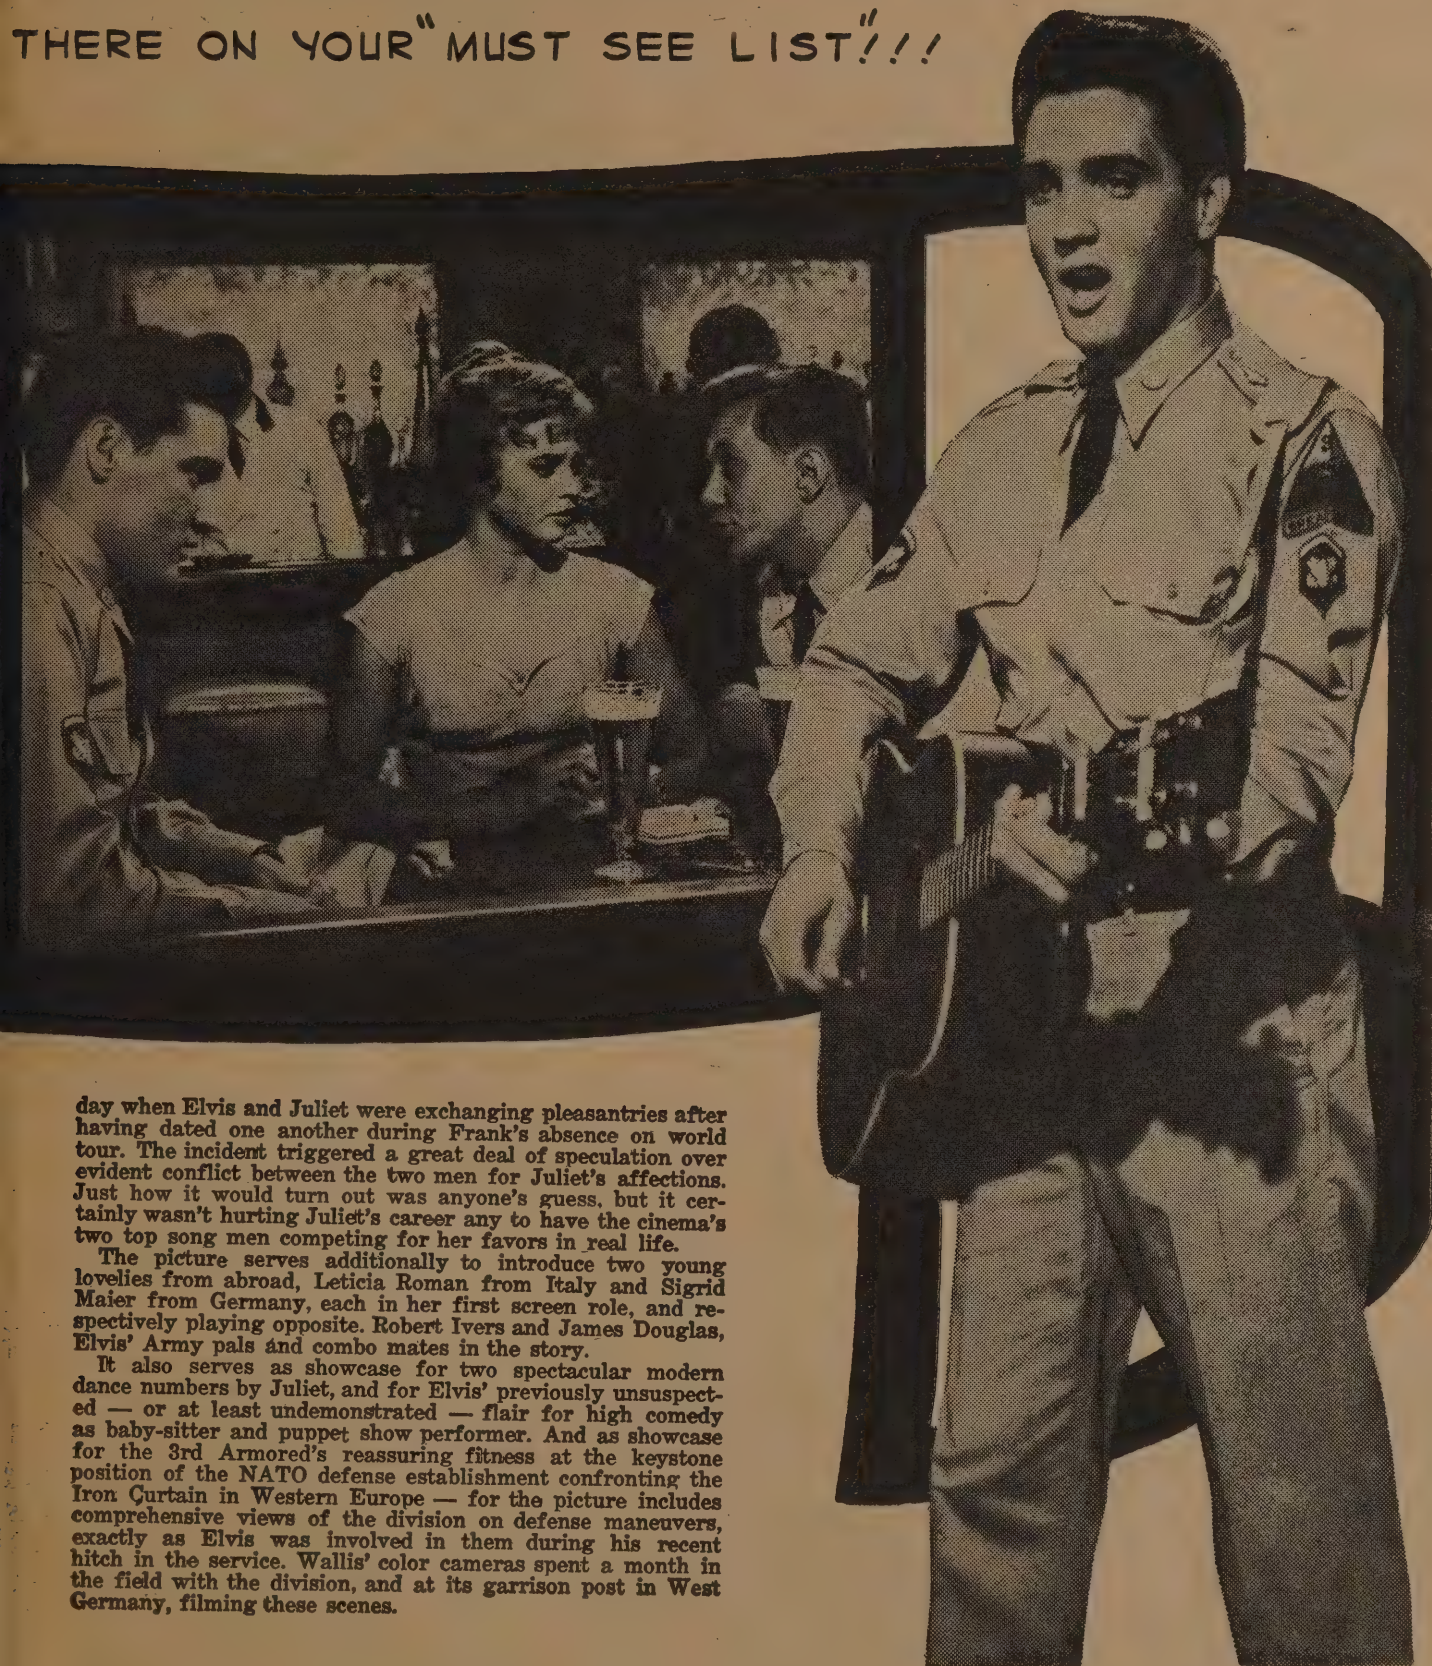 THERE ON YOUR "MUST SEE LIST"!!!
day when Elvis and Juliet were exchanging pleasantries after
having dated one another during Frank's absence on world
tour. The incident triggered a great deal of speculation over
evident conflict between the two men for Juliet's affections.
Just how it would turn out was anyone's guess, but it cer-
tainly wasn't hurting Juliet's career any to have the cinema's
two top song men competing for her favors in real life.
The picture serves additionally to introduce two young
lovelies from abroad, Leticia Roman from Italy and Sigrid
Maier from Germany, each in her first screen role, and re-
spectively playing opposite. Robert Ivers and James Douglas,
Elvis' Army pals and combo mates in the story.
It also serves as showcase for two spectacular modern
dance numbers by Juliet, and for Elvis' previously unsuspect-
ed — or at least undemonstrated — flair for high comedy
as baby-sitter and puppet show performer. And as showcase
for the 3rd Armored's reassuring fitness at the keystone
position of the NATO defense establishment confronting the
Iron Curtain in Western Europe — for the picture includes
comprehensive views of the division on defense maneuvers,
exactly as Elvis was involved in them during his recent
hitch in the service. Wallis' color cameras spent a month in
the field with the division, and at its garrison post in West
Germany, filming these scenes.